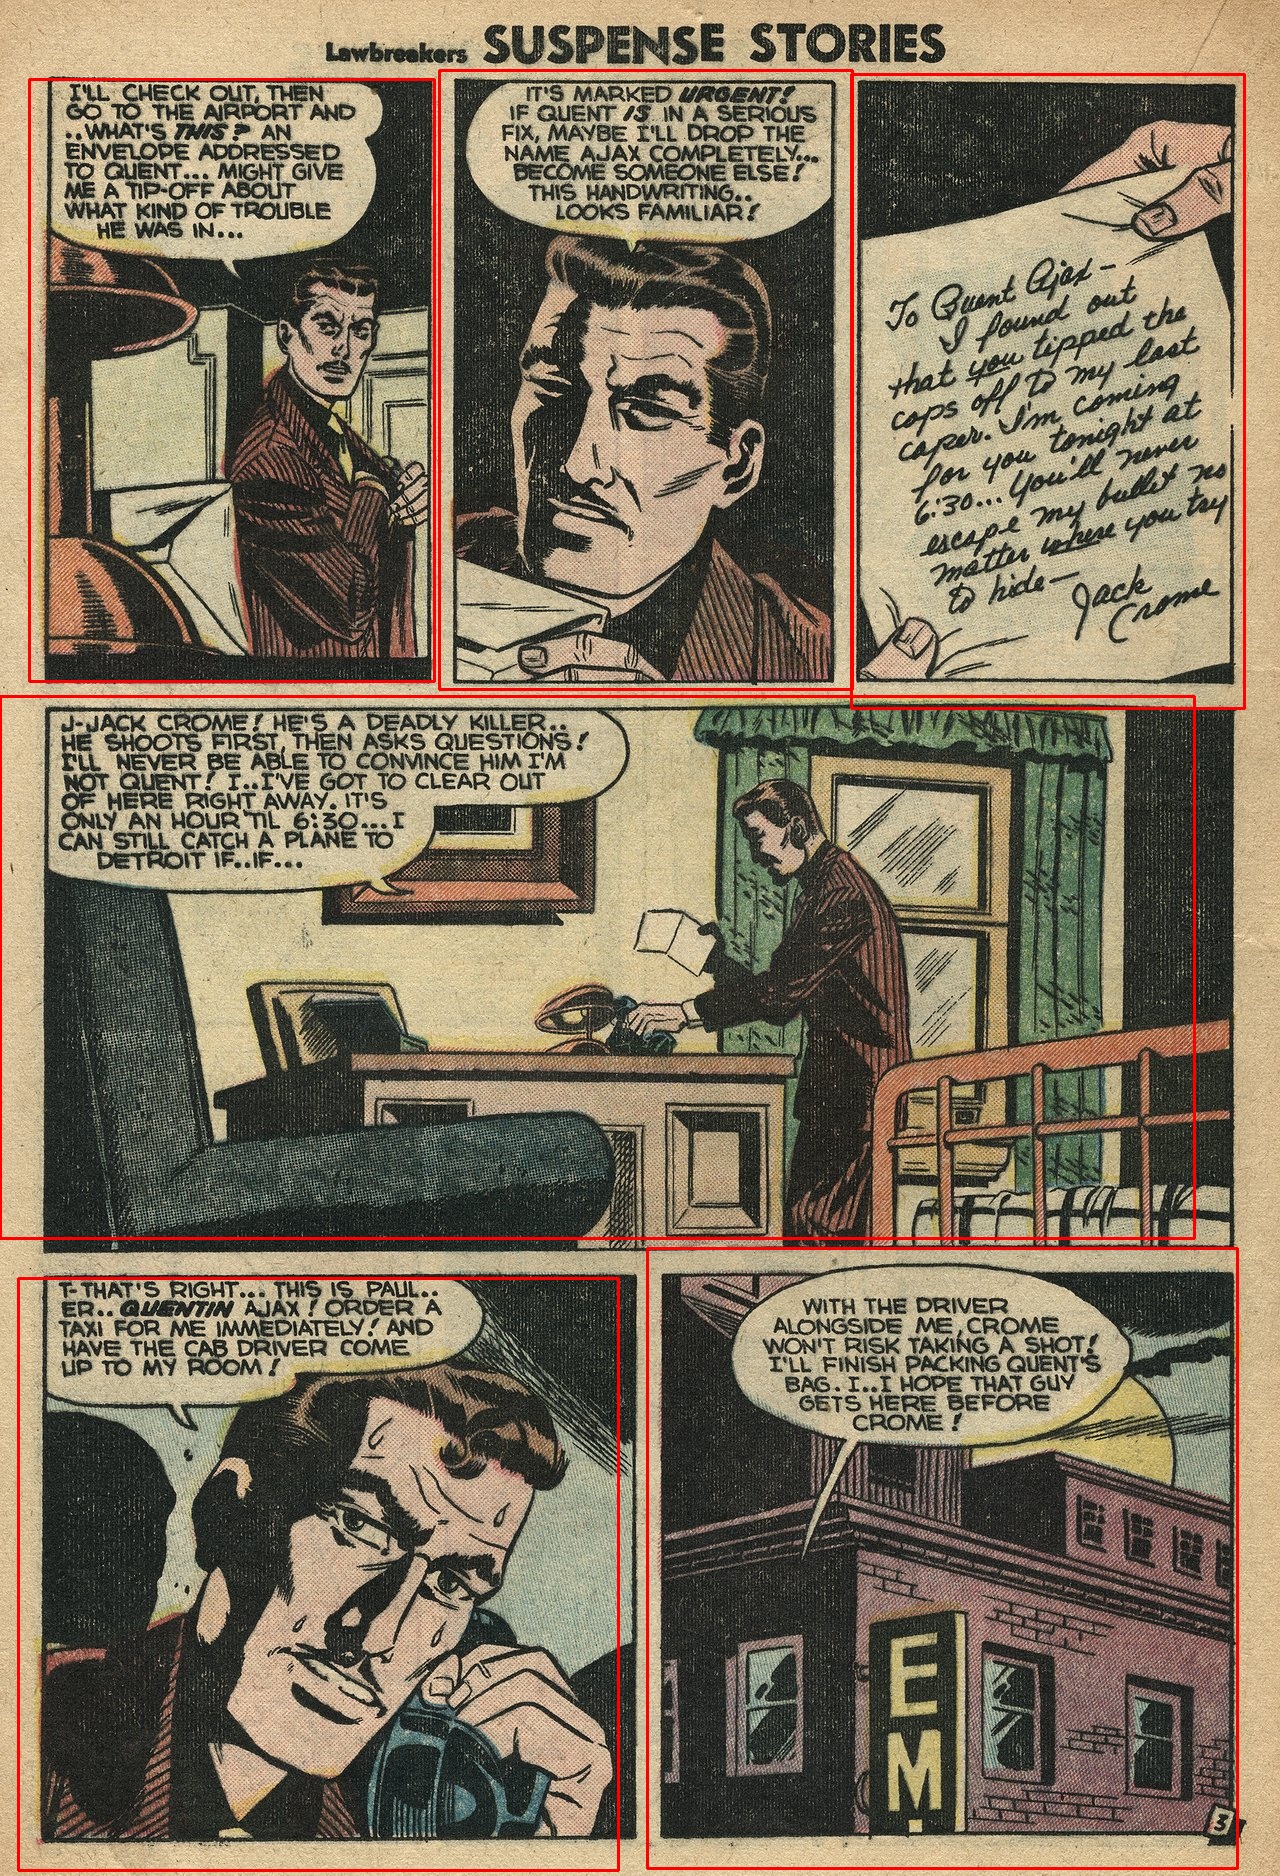 Lawbreakers SUSPENSE STORIES
I'LL CHECK OUT, THEN
GO TO THE AIRPORT AND
..WHAT'S THIS? AN
ENVELOPE ADDRESSED
TO QUENT... MIGHT GIVE
ME A TIP-OFF ABOUT
WHAT KIND OF TROUBLE
HE WAS IN...
IT'S MARKED URGENT!
IF QUENT IS IN A SERIOUS
FIX, MAYBE I'LL DROP THE
NAME AJAX COMPLETELY...
BECOME SOMEONE ELSE!
THIS HANDWRITING..
LOOKS FAMILIAR!
To Quent Ajax—
I found out
that you tipped the
cops off to my last
caper. I'm coming
for you tonight at
6:30... You'll never
escape my bullet no
matter where you try
to hide—
Jack
Crome
J-JACK CROME! HE'S A DEADLY KILLER..
HE SHOOTS FIRST, THEN ASKS QUESTIONS!
I'LL NEVER BE ABLE TO CONVINCE HIM I'M
NOT QUENT! I..I'VE GOT TO CLEAR OUT
OF HERE RIGHT AWAY. IT'S
ONLY AN HOUR 'TIL 6:30...I
CAN STILL CATCH A PLANE TO
DETROIT IF..IF...
T-THAT'S RIGHT... THIS IS PAUL..
ER.. QUENTIN AJAX! ORDER A
TAXI FOR ME IMMEDIATELY! AND
HAVE THE CAB DRIVER COME
UP TO MY ROOM!
WITH THE DRIVER
ALONGSIDE ME, CROME
WON'T RISK TAKING A SHOT!
I'LL FINISH PACKING QUENT'S
BAG. I..I HOPE THAT GUY
GETS HERE BEFORE
CROME!
EM.
3